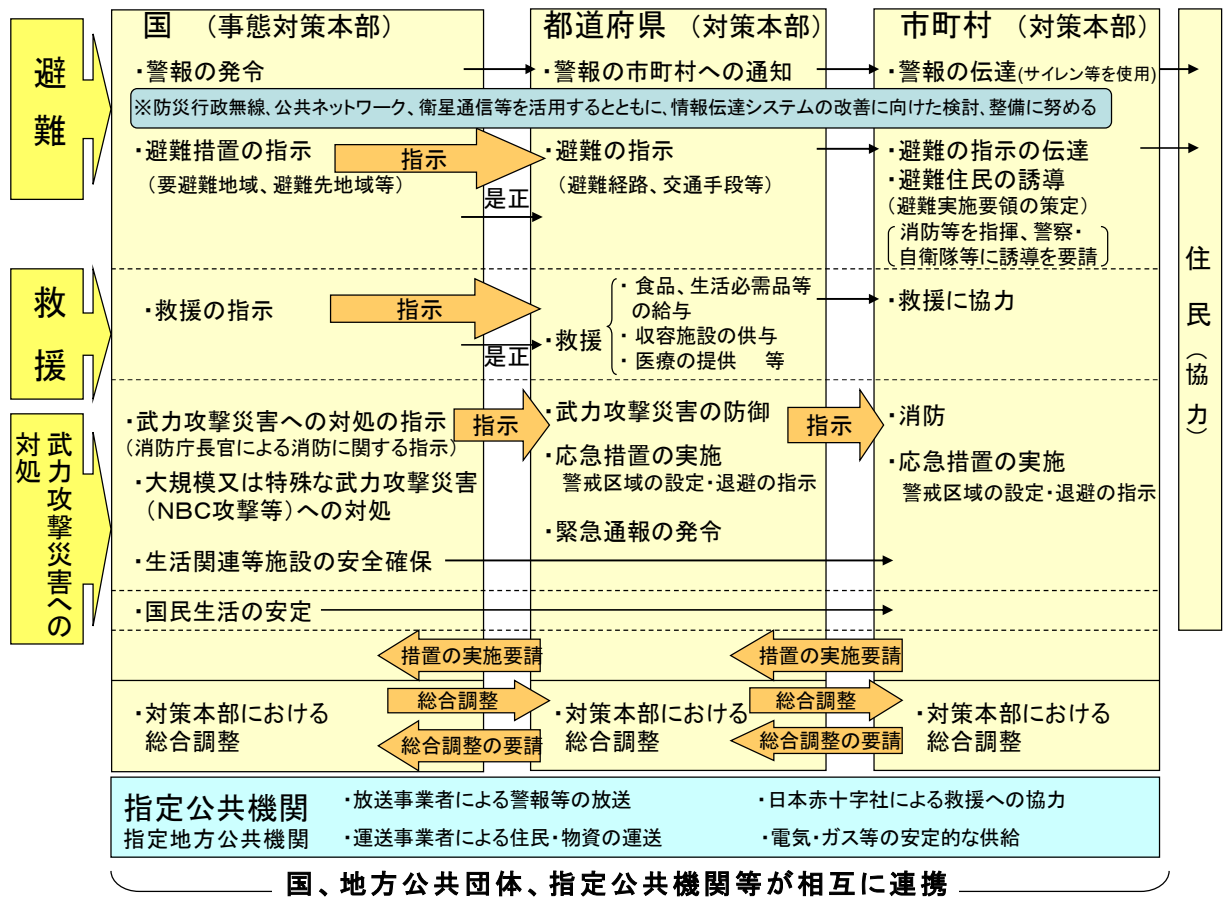 国 （事態対策本部）
都道府県 （対策本部）
市町村 （対策本部）
避難
・警報の発令
・警報の市町村への通知
・警報の伝達(サイレン等を使用)
※防災行政無線、公共ネットワーク、衛星通信等を活用するとともに、情報伝達システムの改善に向けた検討、整備に努める
・避難措置の指示
（要避難地域、避難先地域等）
指示
是正
・避難の指示
（避難経路、交通手段等）
・避難の指示の伝達
・避難住民の誘導
（避難実施要領の策定）
消防等を指揮、警察・
自衛隊等に誘導を要請
救援
・救援の指示
指示
是正
・救援
・食品、生活必需品等
の給与
・収容施設の供与
・医療の提供　等
・救援に協力
武力攻撃災害への
対処
・武力攻撃災害への対処の指示
（消防庁長官による消防に関する指示）
指示
・武力攻撃災害の防御
指示
・消防
・大規模又は特殊な武力攻撃災害
（ＮＢＣ攻撃等）への対処
・応急措置の実施
警戒区域の設定・退避の指示
・応急措置の実施
警戒区域の設定・退避の指示
・緊急通報の発令
・生活関連等施設の安全確保
・国民生活の安定
措置の実施要請
措置の実施要請
・対策本部における
総合調整
総合調整
総合調整の要請
・対策本部における
総合調整
総合調整
総合調整の要請
・対策本部における
総合調整
住民（協力）
指定公共機関
指定地方公共機関
・放送事業者による警報等の放送
・日本赤十字社による救援への協力
・運送事業者による住民・物資の運送
・電気・ガス等の安定的な供給
国、地方公共団体、指定公共機関等が相互に連携